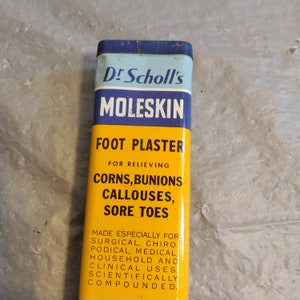 Dr Scholl's
MOLESKIN
FOOT PLASTER
FOR RELIEVING
CORNS, BUNIONS
CALLOUSES,
SORE TOES
MADE ESPECIALLY FOR
SURGICAL, CHIRO-
PODICAL, MEDICAL,
HOUSEHOLD AND
CLINICAL USES.
SCIENTIFICALLY
COMPOUNDED.